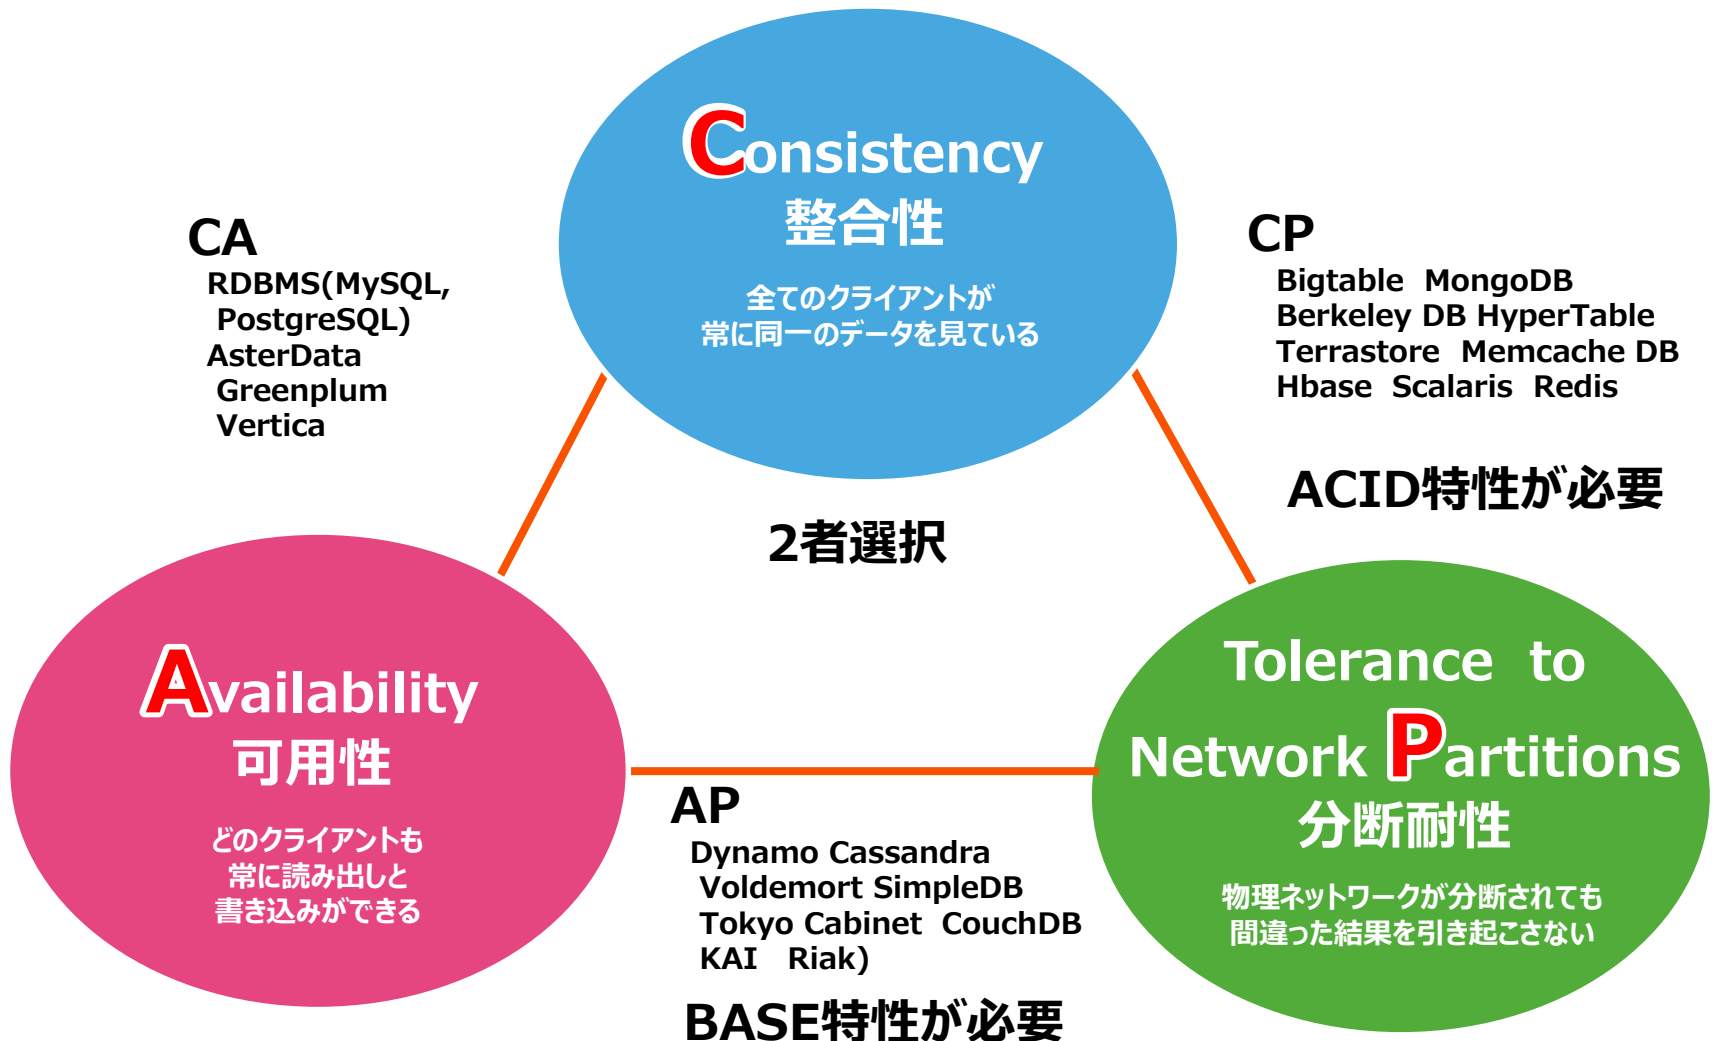 Consistency
整合性
全てのクライアントが
常に同一のデータを見ている
CA
RDBMS(MySQL,
PostgreSQL)
AsterData
Greenplum
Vertica
CP
Bigtable MongoDB
Berkeley DB HyperTable
Terrastore Memcache DB
Hbase Scalaris Redis
ACID特性が必要
2者選択
Availability
可用性
どのクライアントも
常に読み出しと
書き込みができる
Tolerance to
Network Partitions
分断耐性
物理ネットワークが分断されても
間違った結果を引き起こさない
AP
Dynamo Cassandra
Voldemort SimpleDB
Tokyo Cabinet CouchDB
KAI Riak)
BASE特性が必要